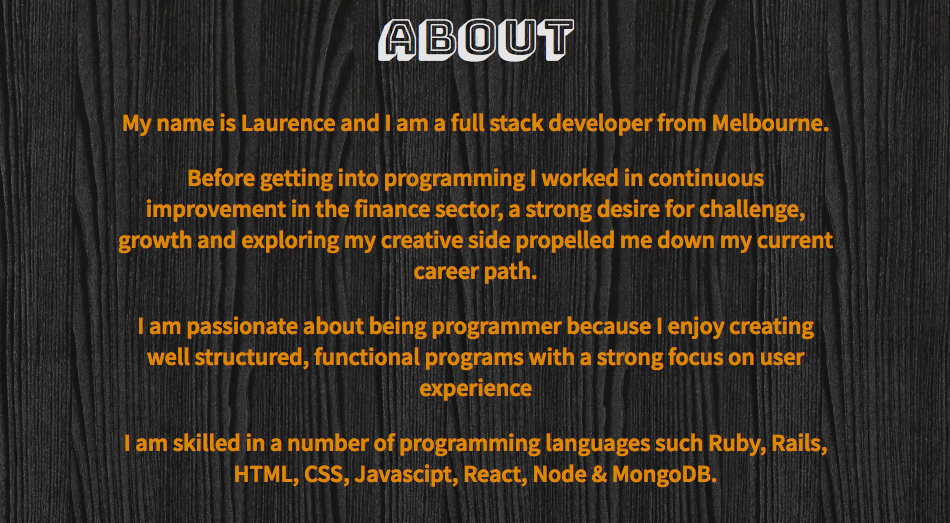 ABOUT
My name is Laurence and I am a full stack developer from Melbourne.
Before getting into programming I worked in continuous
improvement in the finance sector, a strong desire for challenge,
growth and exploring my creative side propelled me down my current
career path.
I am passionate about being programmer because I enjoy creating
well structured, functional programs with a strong focus on user
experience
I am skilled in a number of programming languages such Ruby, Rails,
HTML, CSS, Javascipt, React, Node & MongoDB.